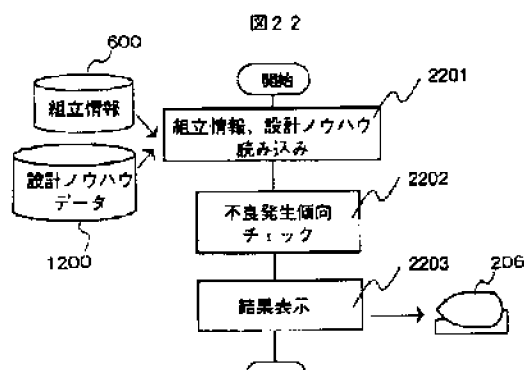 図22
600
開始
2201
組立情報
組立情報、設計ノウハウ
読み込み
設計ノウハウ
データ
2202
不良発生傾向
チェック
1200
2203
206
結果表示